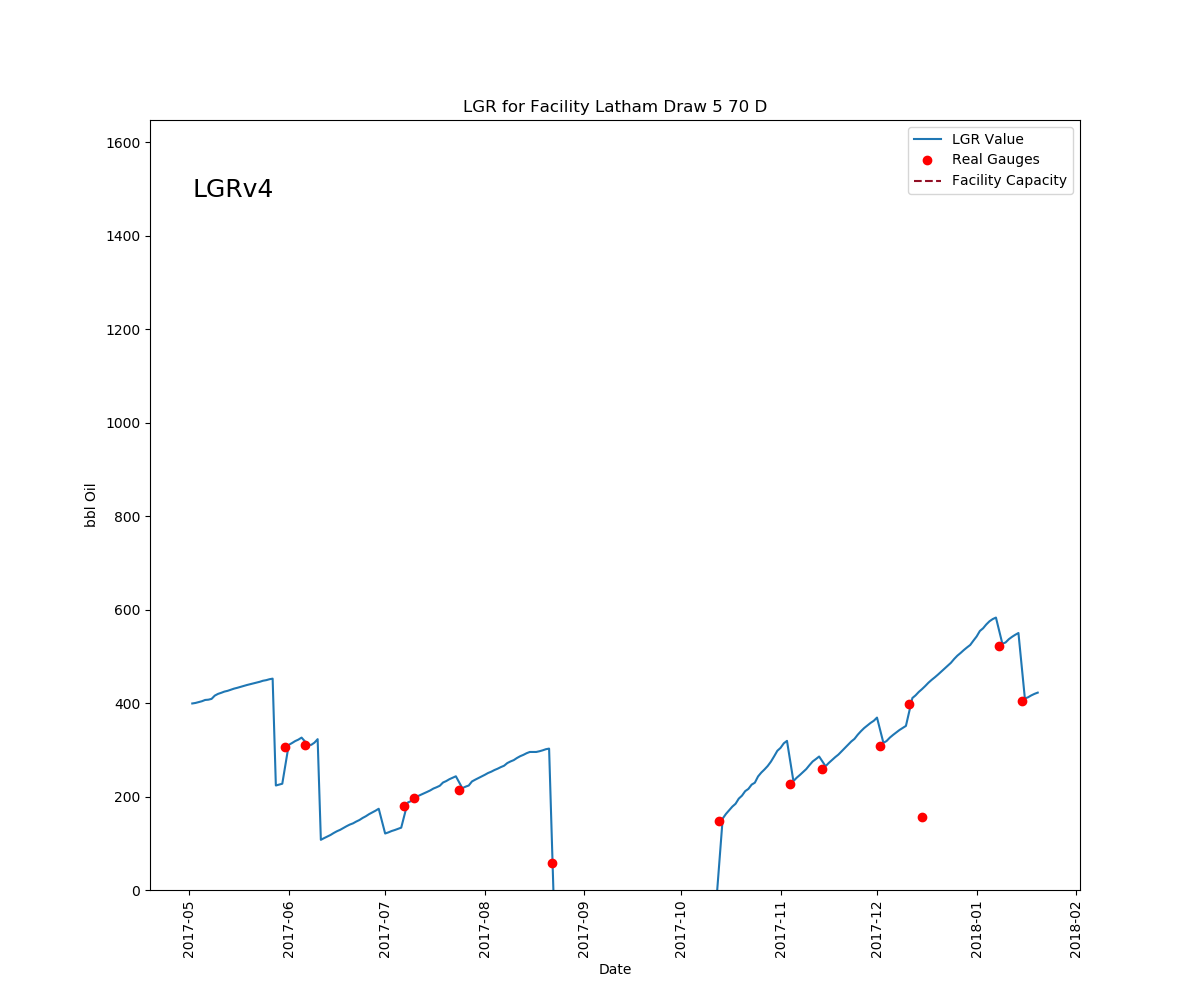 LGR for Facility Latham Draw 5 70 D
LGRv4
LGR Value
Real Gauges
Facility Capacity
1600
1400
1200
1000
800
600
400
200
0
bbl Oil
2017-05
2017-06
2017-07
2017-08
2017-09
2017-10
2017-11
2017-12
2018-01
2018-02
Date